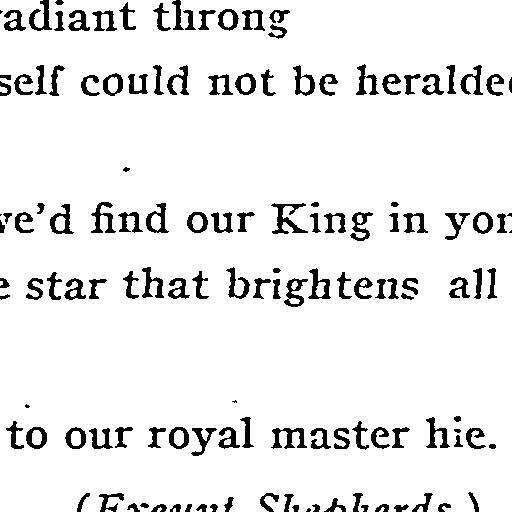 radiant throng
self could not be heralded
we'd find our King in yon
star that brightens all
to our royal master hie.
(Exeunt Shepherds.)